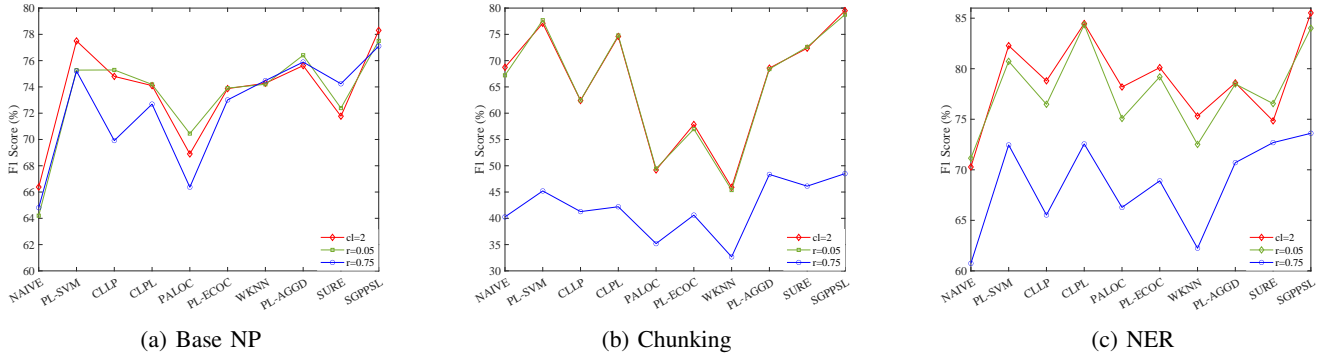 80
78
76
74
72
70
68
66
64
62
60
F1 Score (%)
NAIVE
PL-SVM
CLLP
CLPL
PALOC
PL-ECOC
WKNN
PL-AGGD
SURE
SGPPSL
cl=2
r=0.05
r=0.75
(a) Base NP
80
75
70
65
60
55
50
45
40
35
30
F1 Score (%)
NAIVE
PL-SVM
CLLP
CLPL
PALOC
PL-ECOC
WKNN
PL-AGGD
SURE
SGPPSL
cl=2
r=0.05
r=0.75
(b) Chunking
85
80
75
70
65
60
F1 Score (%)
NAIVE
PL-SVM
CLLP
CLPL
PALOC
PL-ECOC
WKNN
PL-AGGD
SURE
SGPPSL
cl=2
r=0.05
r=0.75
(c) NER